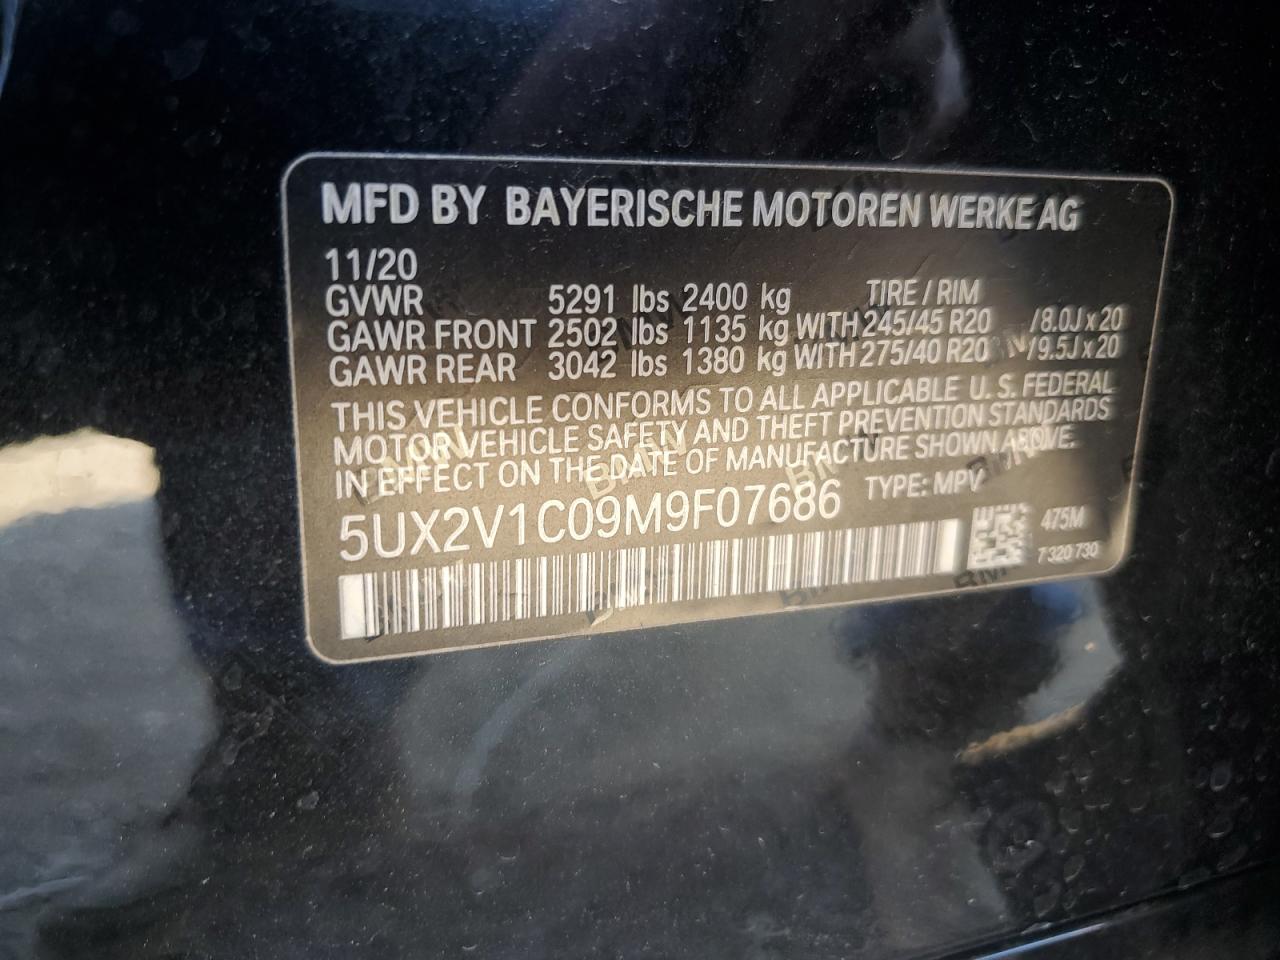 MFD BY BAYERISCHE MOTOREN WERKE AG
11/20
GVWR 5291 lbs 2400 kg TIRE / RIM
GAWR FRONT 2502 lbs 1135 kg WITH 245/45 R20 /8.0J x 20
GAWR REAR 3042 lbs 1380 kg WITH 275/40 R20 /9.5J x 20
THIS VEHICLE CONFORMS TO ALL APPLICABLE U. S. FEDERAL
MOTOR VEHICLE SAFETY AND THEFT PREVENTION STANDARDS
IN EFFECT ON THE DATE OF MANUFACTURE SHOWN ABOVE.
5UX2V1C09M9F07686 TYPE: MPV
475M
7 320 730